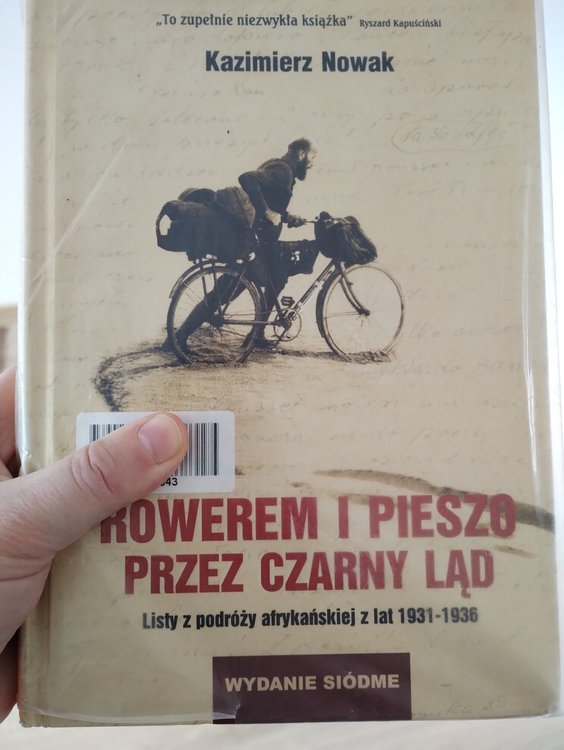 „To zupełnie niezwykła książka” Ryszard Kapuściński
Kazimierz Nowak
ROWEREM I PIESZO
PRZEZ CZARNY LĄD
Listy z podróży afrykańskiej z lat 1931-1936
WYDANIE SIÓDME